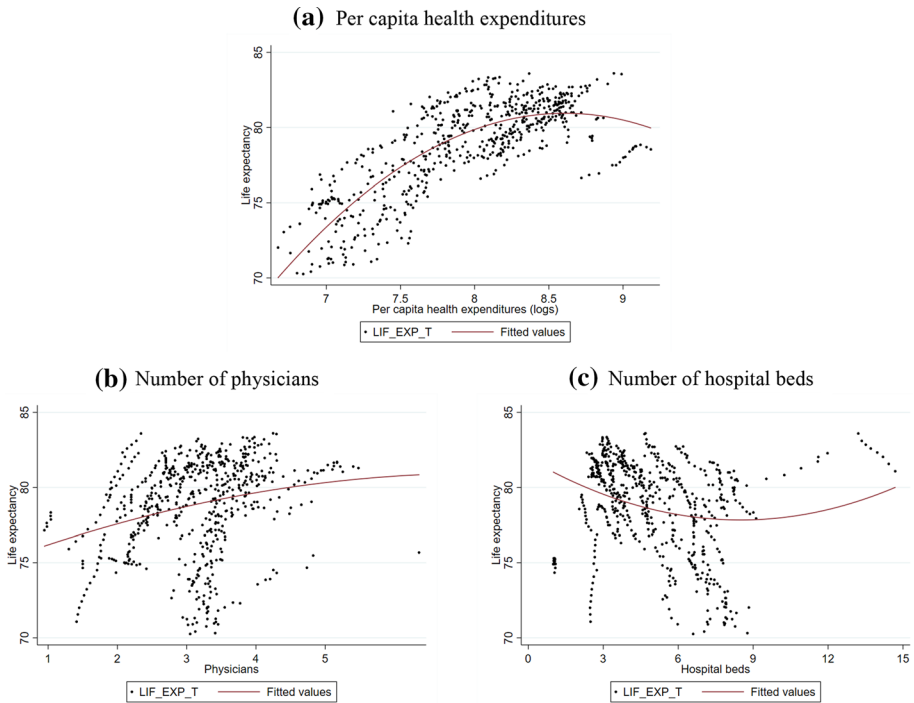 (a) Per capita health expenditures
85
80
75
70
Life expectancy
7 7.5 8 8.5 9
Per capita health expenditures (logs)
LIF_EXP_T Fitted values
(b) Number of physicians
85
80
75
70
Life expectancy
1 2 3 4 5
Physicians
LIF_EXP_T Fitted values
(c) Number of hospital beds
85
80
75
70
Life expectancy
0 3 6 9 12 15
Hospital beds
LIF_EXP_T Fitted values